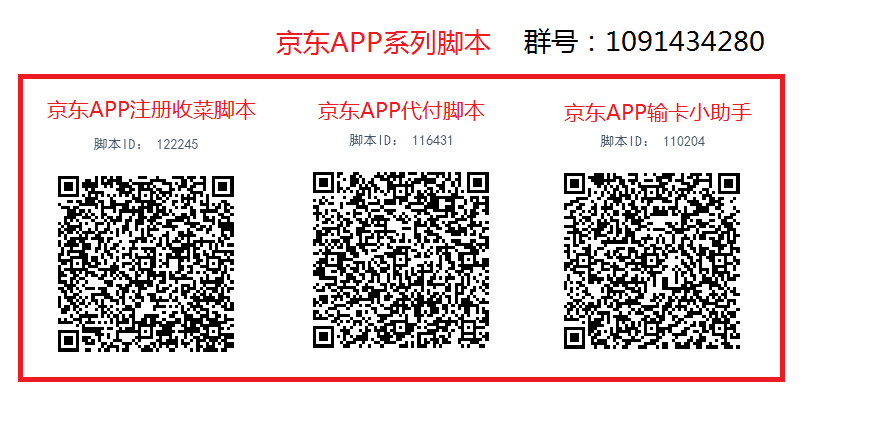 京东APP系列脚本 群号：1091434280
京东APP注册收菜脚本 京东APP代付脚本 京东APP输卡小助手
脚本ID： 122245 脚本ID： 116431 脚本ID： 110204